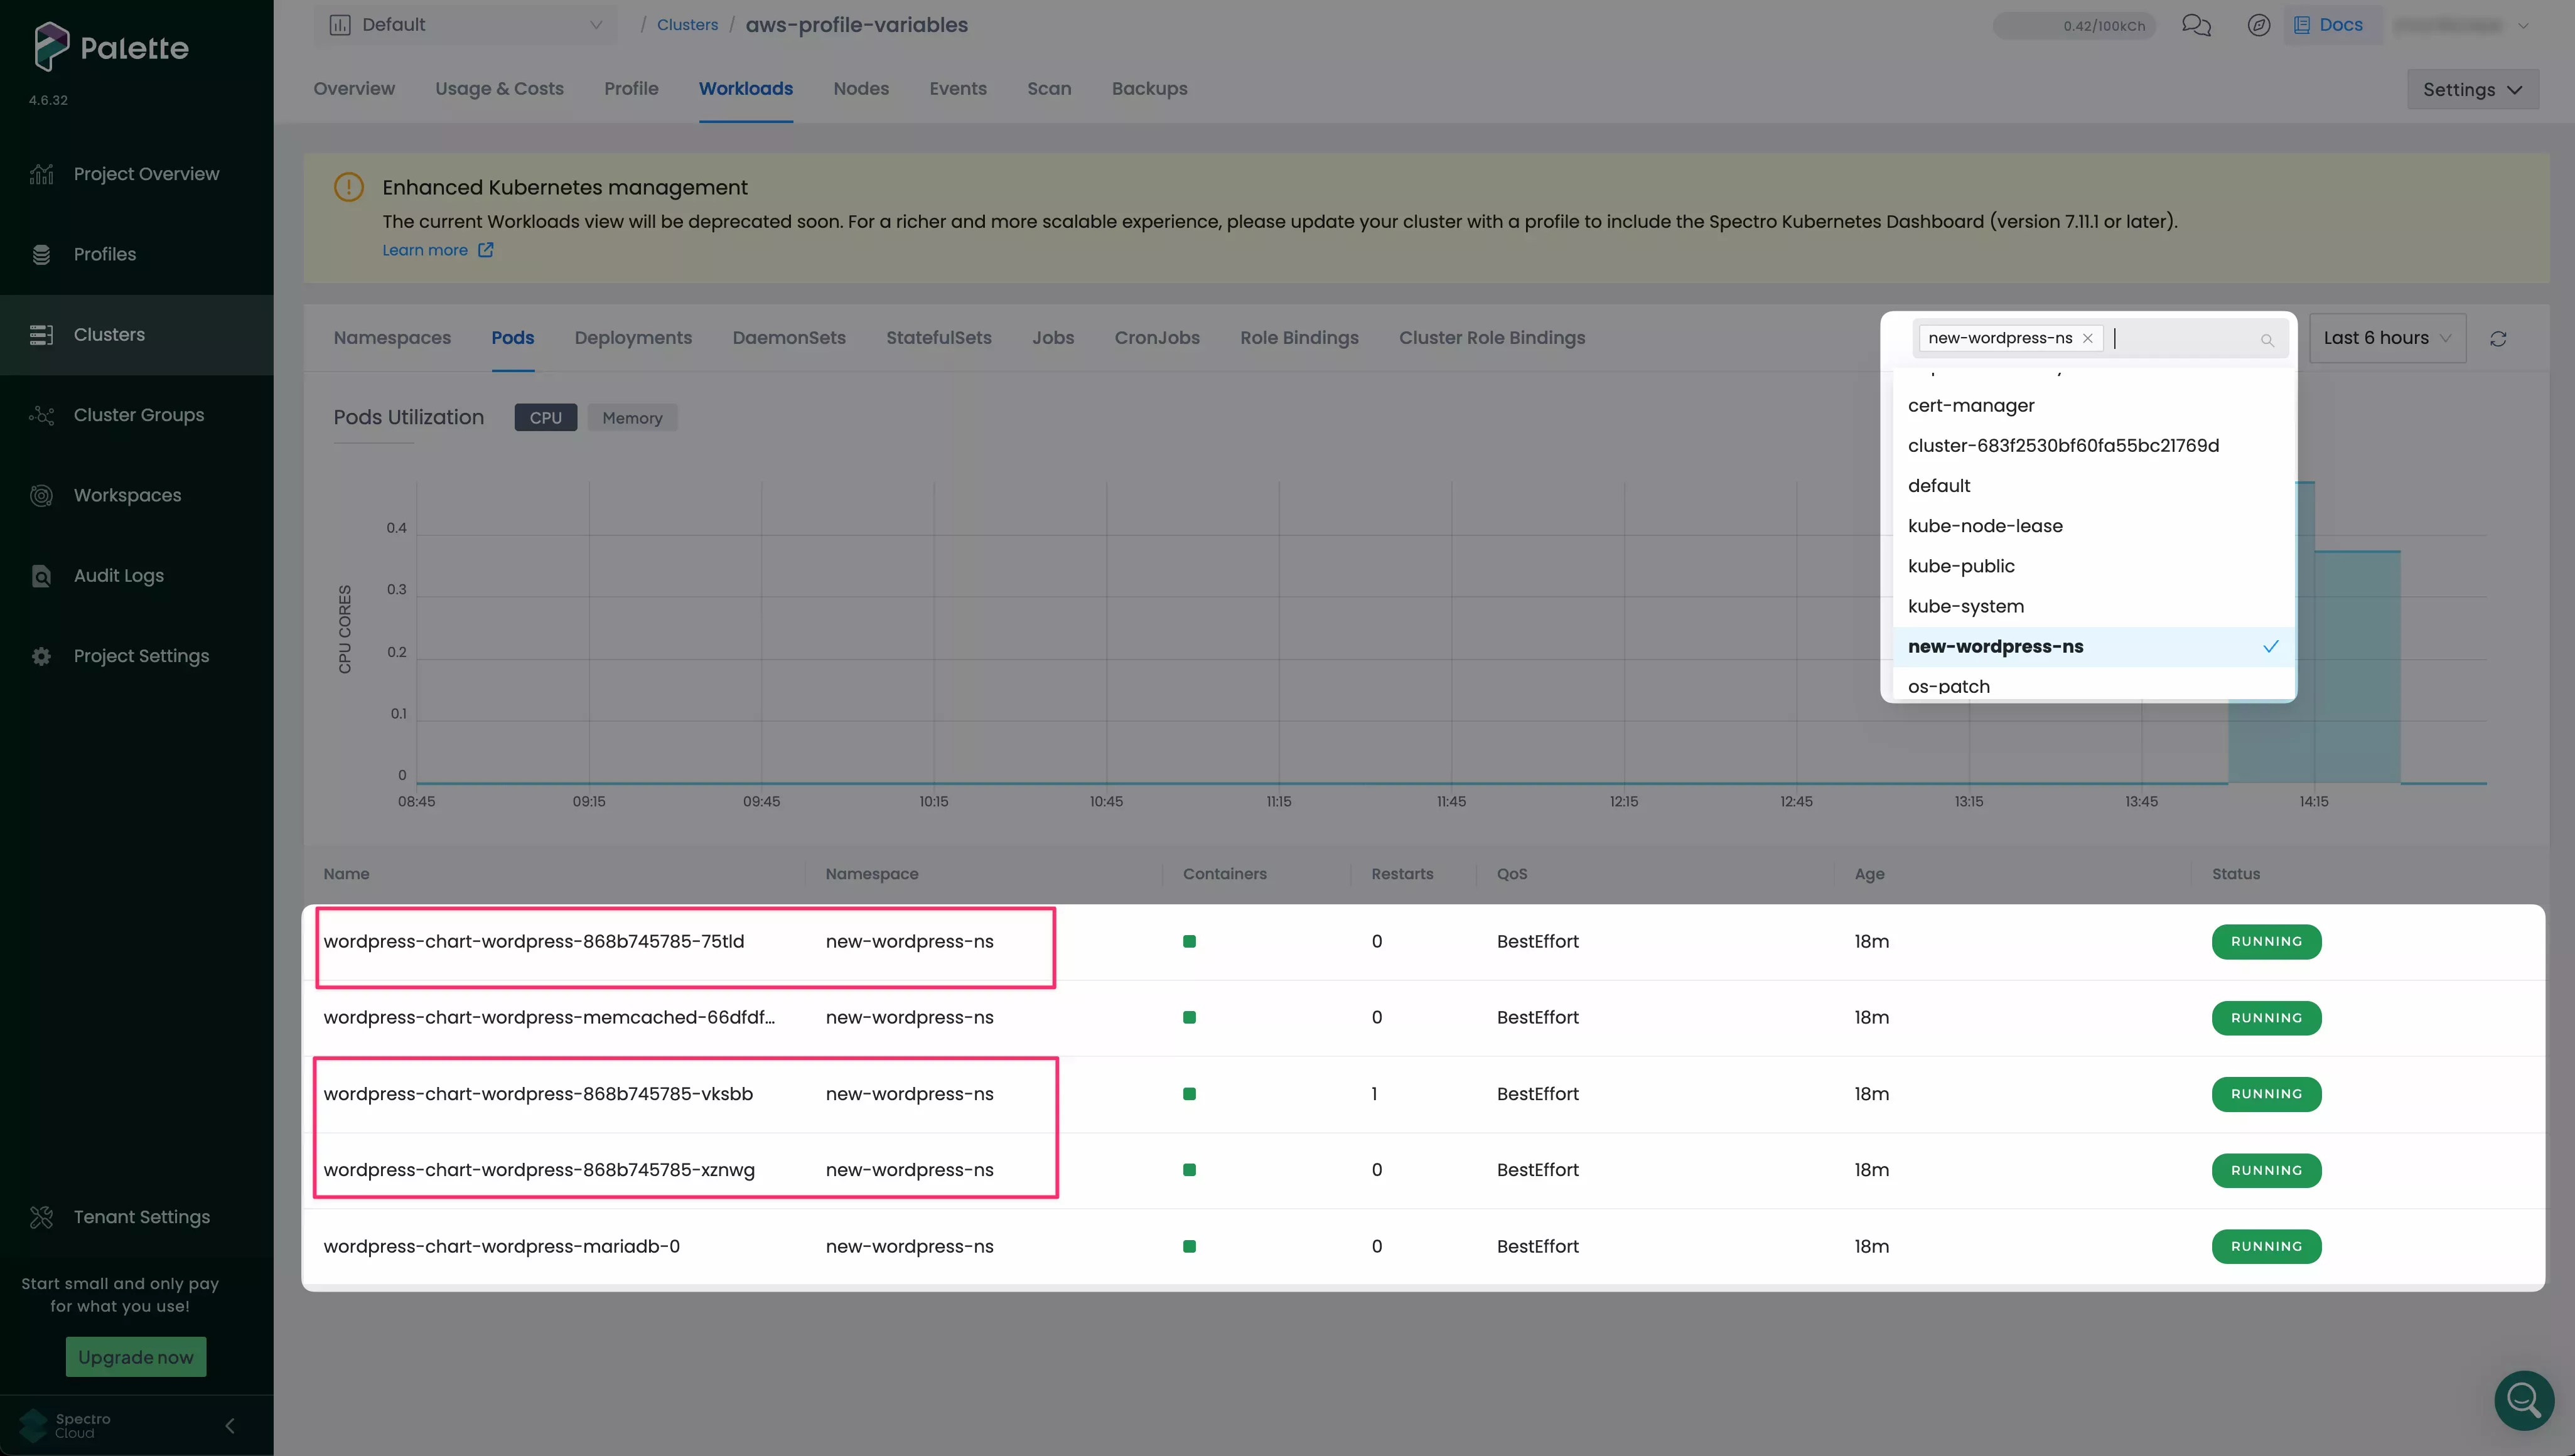 Palette
4.6.32
Project Overview
Profiles
Clusters
Cluster Groups
Workspaces
Audit Logs
Project Settings
Tenant Settings
Start small and only pay
for what you use!
Upgrade now
Spectro
Cloud
Default
/ Clusters / aws-profile-variables
0.42/100kCh
Docs
Overview Usage & Costs Profile Workloads Nodes Events Scan Backups
Settings
Enhanced Kubernetes management
The current Workloads view will be deprecated soon. For a richer and more scalable experience, please update your cluster with a profile to include the Spectro Kubernetes Dashboard (version 7.11.1 or later).
Learn more
Namespaces Pods Deployments DaemonSets StatefulSets Jobs CronJobs Role Bindings Cluster Role Bindings
new-wordpress-ns
Last 6 hours
cert-manager
cluster-683f2530bf60fa55bc21769d
default
kube-node-lease
kube-public
kube-system
new-wordpress-ns
os-patch
Pods Utilization CPU Memory
CPU CORES
0.4
0.3
0.2
0.1
0
08:45 09:15 09:45 10:15 10:45 11:15 11:45 12:15 12:45 13:15 13:45 14:15
Name Namespace Containers Restarts QoS Age Status
wordpress-chart-wordpress-868b745785-75tld new-wordpress-ns 0 BestEffort 18m RUNNING
wordpress-chart-wordpress-memcached-66dfdf... new-wordpress-ns 0 BestEffort 18m RUNNING
wordpress-chart-wordpress-868b745785-vksbb new-wordpress-ns 1 BestEffort 18m RUNNING
wordpress-chart-wordpress-868b745785-xznwg new-wordpress-ns 0 BestEffort 18m RUNNING
wordpress-chart-wordpress-mariadb-0 new-wordpress-ns 0 BestEffort 18m RUNNING